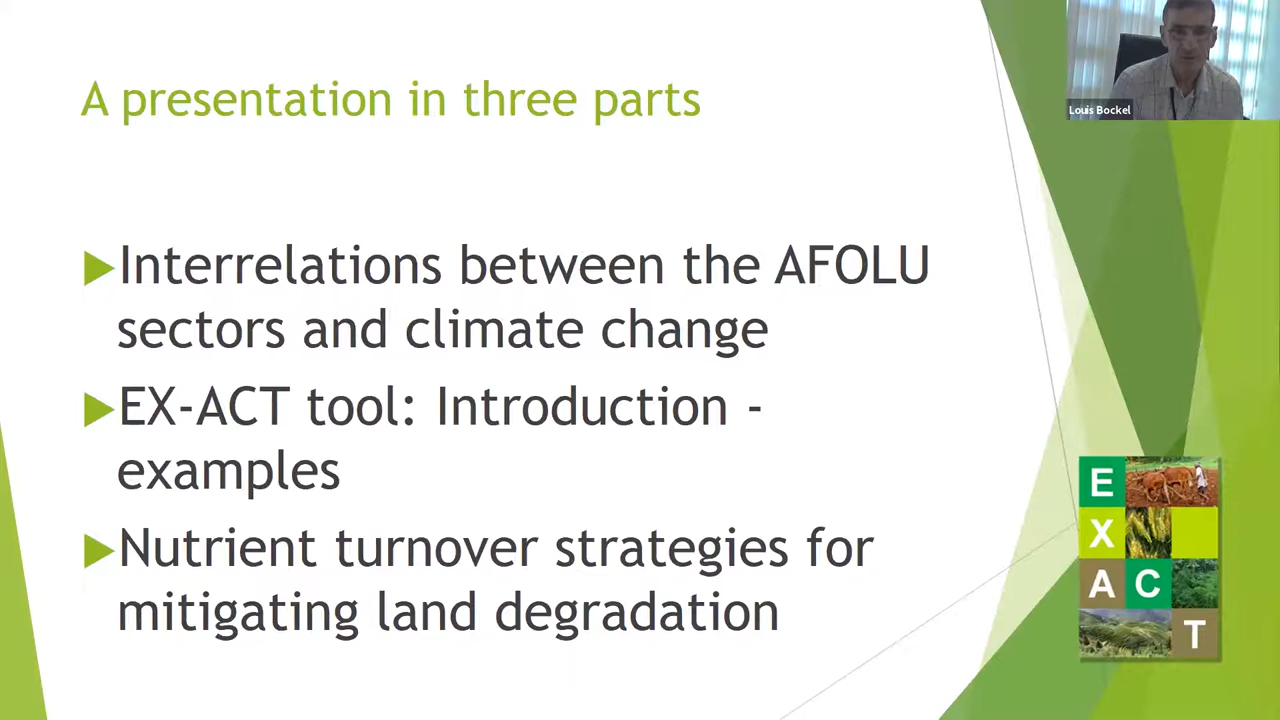 A presentation in three parts
Louis Bockel
Interrelations between the AFOLU
sectors and climate change
EX-ACT tool: Introduction -
examples
Nutrient turnover strategies for
mitigating land degradation
E
X
A C
T